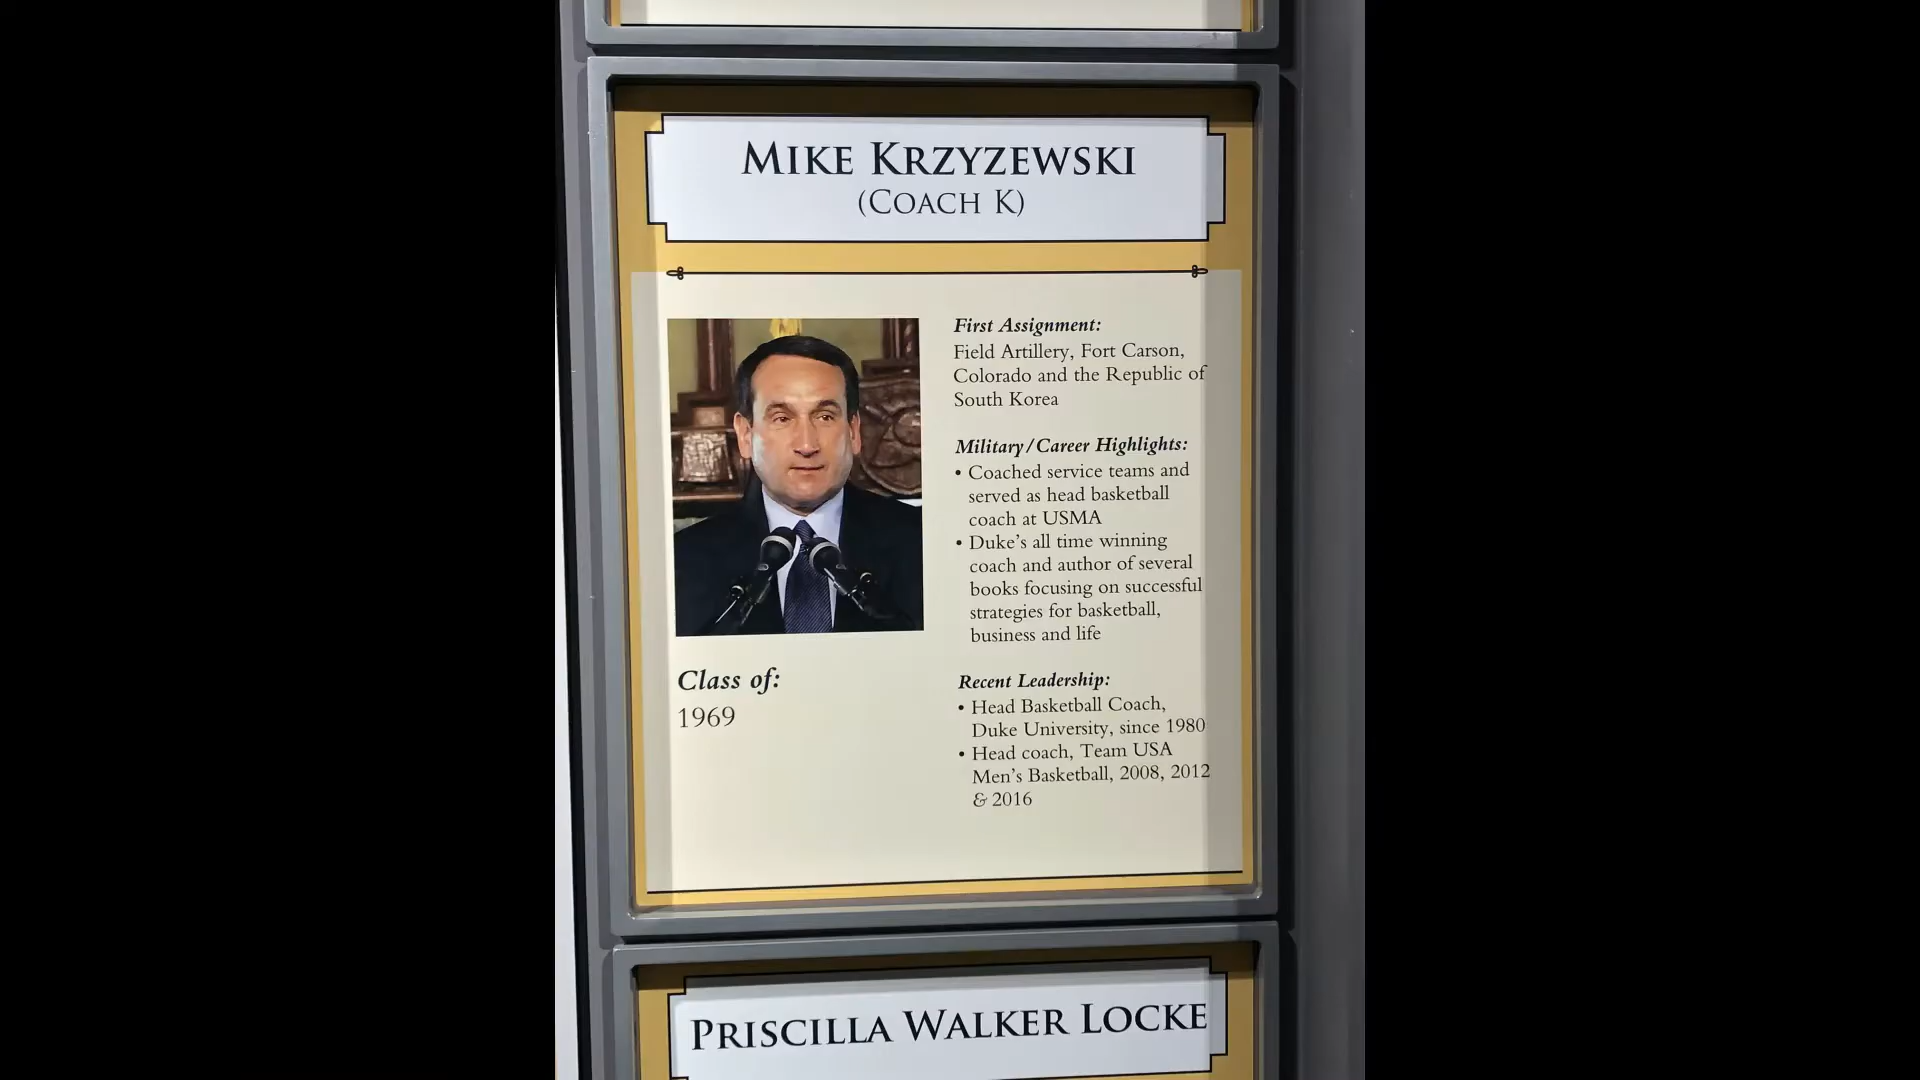 MIKE KRZYZEWSKI
(COACH K)
First Assignment:
Field Artillery, Fort Carson,
Colorado and the Republic of
South Korea
Military/Career Highlights:
• Coached service teams and
served as head basketball
coach at USMA
• Duke's all time winning
coach and author of several
books focusing on successful
strategies for basketball,
business and life
Recent Leadership:
• Head Basketball Coach,
Duke University, since 1980
• Head coach, Team USA
Men's Basketball, 2008, 2012
& 2016
Class of:
1969
PRISCILLA WALKER LOCKE